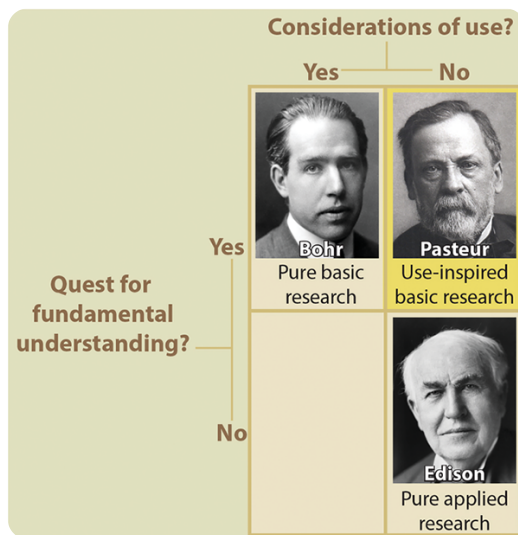 Considerations of use?
Yes
No
Yes
Bohr
Pasteur
Pure basic
research
Use-inspired
basic research
Quest for
fundamental
understanding?
No
Edison
Pure applied
research